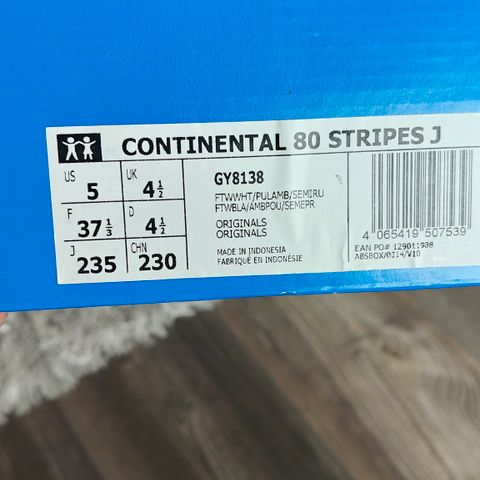 CONTINENTAL 80 STRIPES J
US 5 UK 4½
F 37⅓ D 4½
J 235 CHN 230
GY8138
FTWWHT/PULAMB/SEMIRU
FTWBLA/AMBPOU/SEMEPR
ORIGINALS
ORIGINALS
MADE IN INDONESIA
FABRIQUÉ EN INDONÉSIE
4 065419 507539
EAN PO# 129011938
ABSBOX/0314/V10